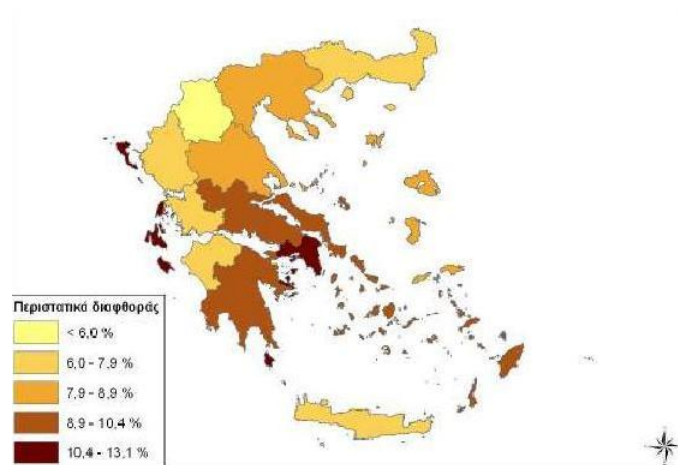 Περιστατικά διαφθοράς
< 6,0 %
6,0 - 7,9 %
7,9 - 8,9 %
8,9 - 10,4 %
10,4 - 13,1 %